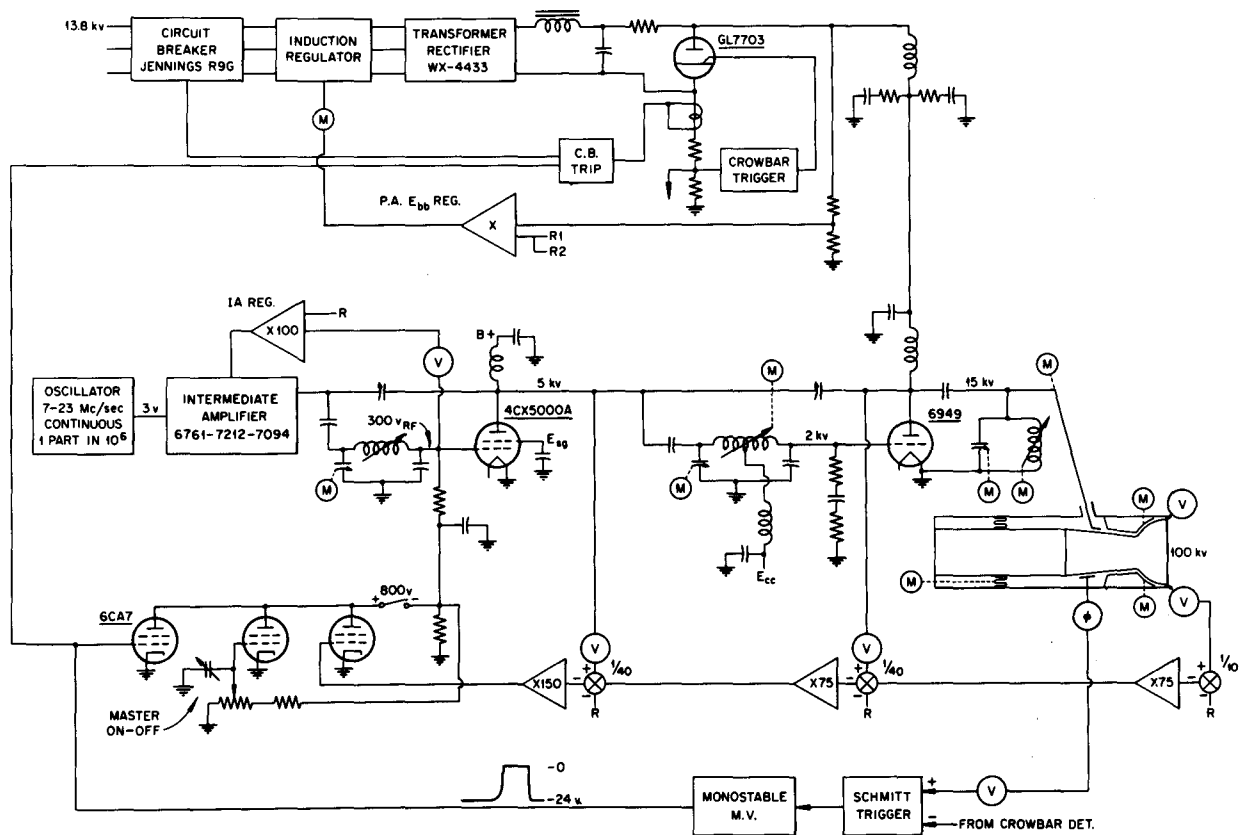 13.8 kv
CIRCUIT
BREAKER
JENNINGS R9G
INDUCTION
REGULATOR
TRANSFORMER
RECTIFIER
WX-4433
GL7703
M
C.B.
TRIP
CROWBAR
TRIGGER
P.A. Ebb REG.
X
R1
R2
IA REG.
R
X100
V
B+
OSCILLATOR
7-23 Mc/sec
CONTINUOUS
1 PART IN 10⁶
3 v
INTERMEDIATE
AMPLIFIER
6761-7212-7094
300 vRF
M
5 kv
4CX5000A
Esg
M
M
2 kv
Ecc
6949
15 kv
M
M
M
M
V
100 kv
M
M
V
ϕ
6CA7
800v
+
-
MASTER
ON-OFF
X150
V
1/40
+
-
-
R
X75
V
1/40
+
-
-
R
X75
1/10
+
-
-
R
-0
-24 v.
MONOSTABLE
M.V.
SCHMITT
TRIGGER
+
V
-
FROM CROWBAR DET.